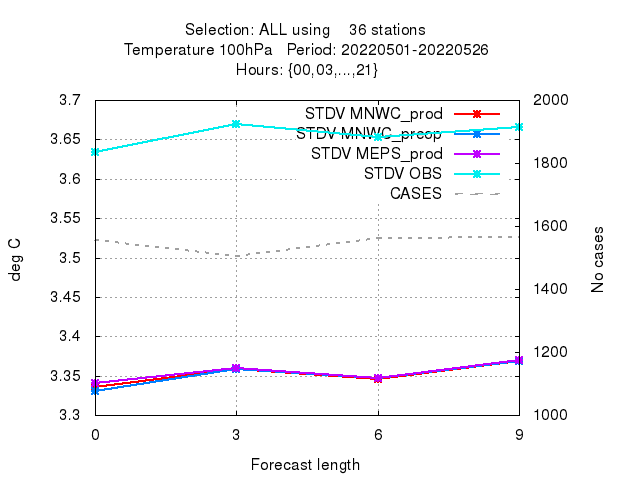 Selection: ALL using 36 stations
Temperature 100hPa Period: 20220501-20220526
Hours: {00,03,...,21}
3.7 2000
STDV MNWC_prod
3.65 STDV MNWC_preop
1800
STDV MEPS_prod
3.6 STDV OBS
CASES
3.55 1600
3.5
deg C No cases
3.45 1400
3.4
3.35 1200
3.3 1000
0 3 6 9
Forecast length